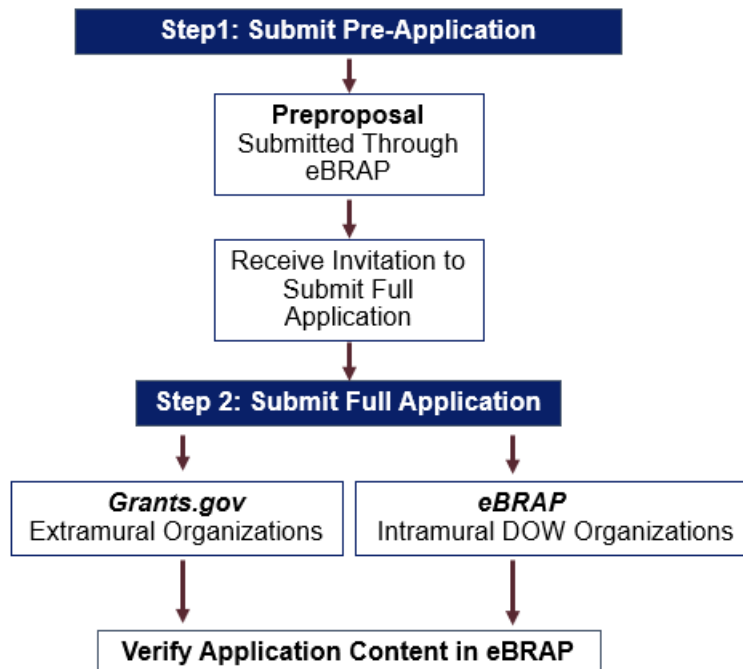 Step1: Submit Pre-Application
Preproposal
Submitted Through
eBRAP
Receive Invitation to
Submit Full
Application
Step 2: Submit Full Application
Grants.gov
Extramural Organizations
eBRAP
Intramural DOW Organizations
Verify Application Content in eBRAP